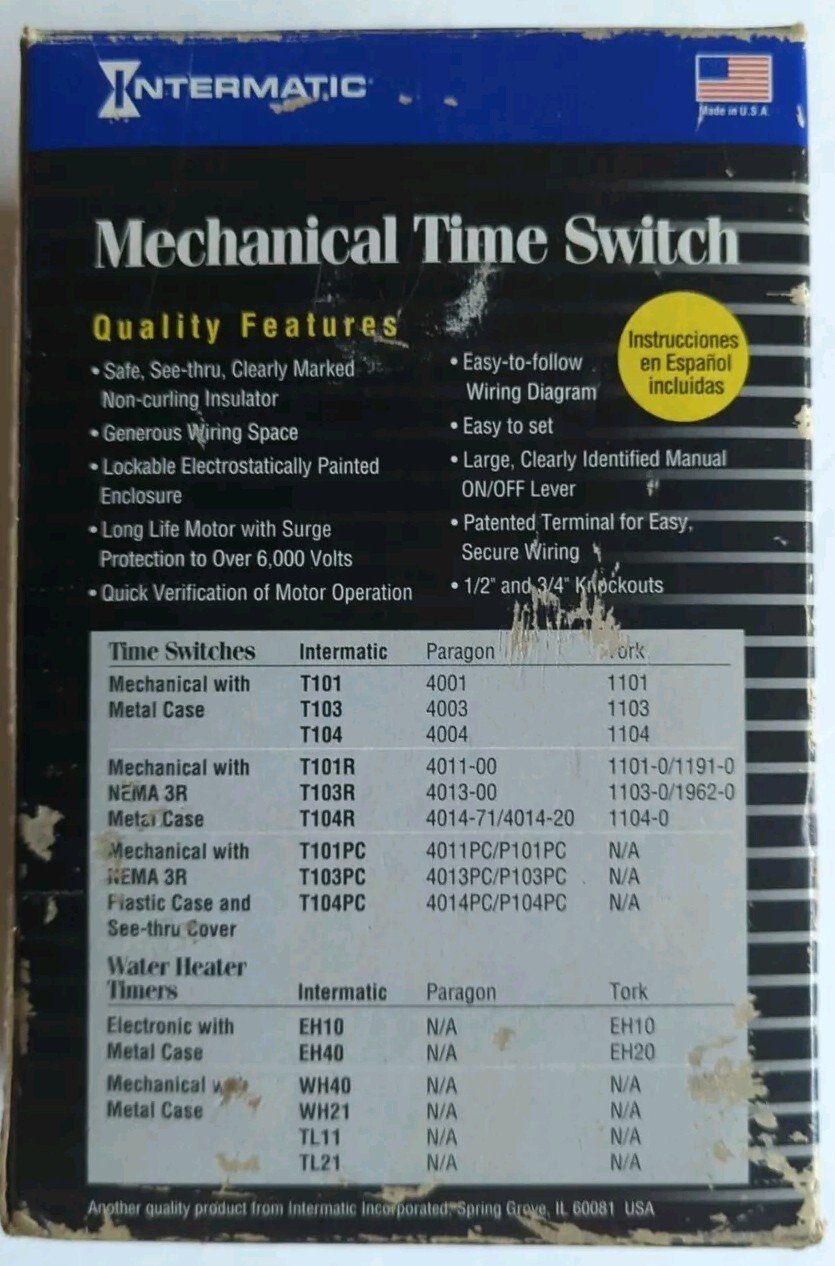 INTERMATIC
Made in U.S.A.
Mechanical Time Switch
Quality Features
• Safe, See-thru, Clearly Marked
Non-curling Insulator
• Generous Wiring Space
• Lockable Electrostatically Painted
Enclosure
• Long Life Motor with Surge
Protection to Over 6,000 Volts
• Quick Verification of Motor Operation
• Easy-to-follow
Wiring Diagram
• Easy to set
• Large, Clearly Identified Manual
ON/OFF Lever
• Patented Terminal for Easy,
Secure Wiring
• 1/2" and 3/4" Knockouts
Instrucciones
en Español
incluidas
Time Switches Intermatic Paragon Tork
Mechanical with T101 4001 1101
Metal Case T103 4003 1103
T104 4004 1104
Mechanical with T101R 4011-00 1101-0/1191-0
NEMA 3R T103R 4013-00 1103-0/1962-0
Metal Case T104R 4014-71/4014-20 1104-0
Mechanical with T101PC 4011PC/P101PC N/A
NEMA 3R T103PC 4013PC/P103PC N/A
Plastic Case and T104PC 4014PC/P104PC N/A
See-thru Cover
Water Heater
Timers Intermatic Paragon Tork
Electronic with EH10 N/A EH10
Metal Case EH40 N/A EH20
Mechanical with WH40 N/A N/A
Metal Case WH21 N/A N/A
TL11 N/A N/A
TL21 N/A N/A
Another quality product from Intermatic Incorporated, Spring Grove, IL 60081 USA